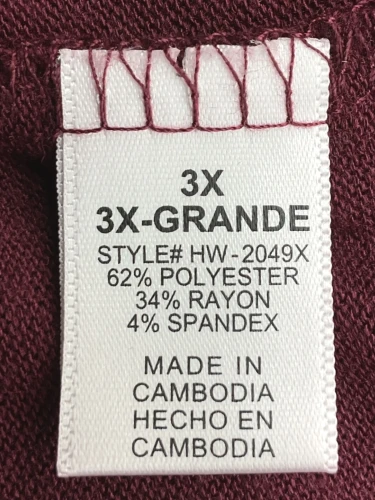 3X
3X-GRANDE
STYLE# HW-2049X
62% POLYESTER
34% RAYON
4% SPANDEX
MADE IN
CAMBODIA
HECHO EN
CAMBODIA